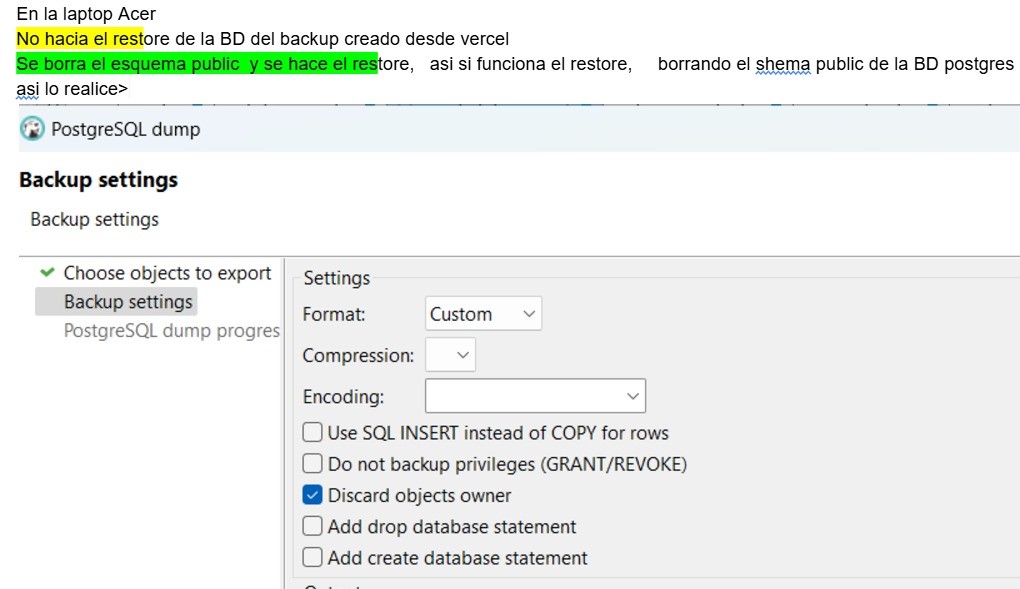 En la laptop Acer
No hacia el restore de la BD del backup creado desde vercel
Se borra el esquema public  y se hace el restore,   asi si funciona el restore,     borrando el shema public de la BD postgres
asi lo realice>
PostgreSQL dump
Backup settings
Backup settings
Choose objects to export
Backup settings
PostgreSQL dump progres
Settings
Format: Custom
Compression:
Encoding:
Use SQL INSERT instead of COPY for rows
Do not backup privileges (GRANT/REVOKE)
Discard objects owner
Add drop database statement
Add create database statement